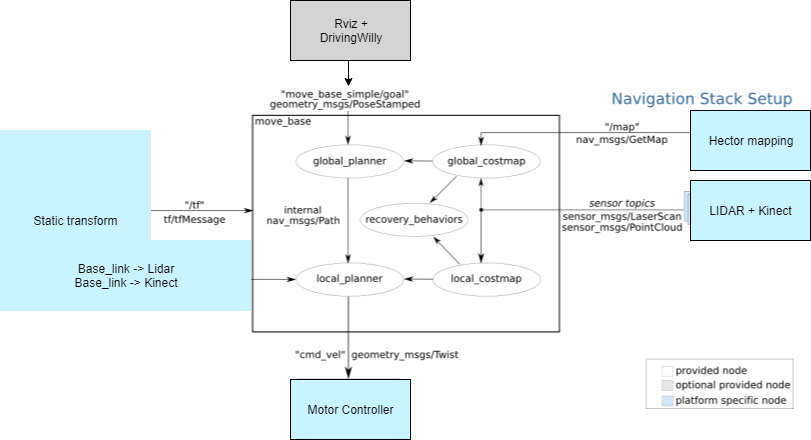 Rviz +
DrivingWilly
"move_base_simple/goal"
geometry_msgs/PoseStamped
Navigation Stack Setup
move_base
"/map"
nav_msgs/GetMap
Hector mapping
global_planner
global_costmap
"/tf"
tf/tfMessage
Static transform
internal
nav_msgs/Path
recovery_behaviors
sensor topics
sensor_msgs/LaserScan
sensor_msgs/PointCloud
LIDAR + Kinect
Base_link -> Lidar
Base_link -> Kinect
local_planner
local_costmap
"cmd_vel" geometry_msgs/Twist
Motor Controller
provided node
optional provided node
platform specific node